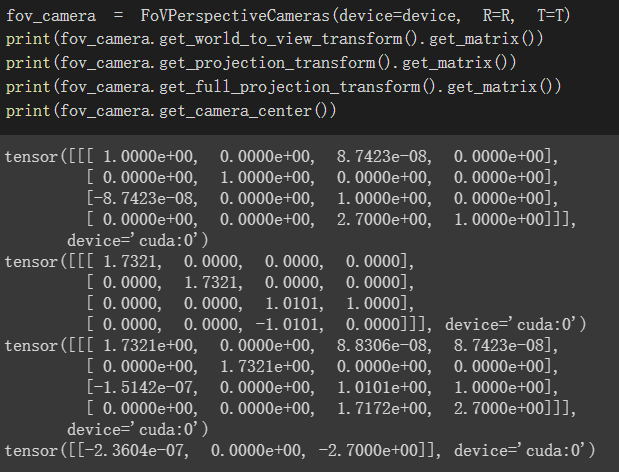 fov_camera = FoVPerspectiveCameras(device=device, R=R, T=T)
print(fov_camera.get_world_to_view_transform().get_matrix())
print(fov_camera.get_projection_transform().get_matrix())
print(fov_camera.get_full_projection_transform().get_matrix())
print(fov_camera.get_camera_center())
tensor([[[ 1.0000e+00, 0.0000e+00, 8.7423e-08, 0.0000e+00],
[ 0.0000e+00, 1.0000e+00, 0.0000e+00, 0.0000e+00],
[-8.7423e-08, 0.0000e+00, 1.0000e+00, 0.0000e+00],
[ 0.0000e+00, 0.0000e+00, 2.7000e+00, 1.0000e+00]]],
device='cuda:0')
tensor([[[ 1.7321, 0.0000, 0.0000, 0.0000],
[ 0.0000, 1.7321, 0.0000, 0.0000],
[ 0.0000, 0.0000, 1.0101, 1.0000],
[ 0.0000, 0.0000, -1.0101, 0.0000]]], device='cuda:0')
tensor([[[ 1.7321e+00, 0.0000e+00, 8.8306e-08, 8.7423e-08],
[ 0.0000e+00, 1.7321e+00, 0.0000e+00, 0.0000e+00],
[-1.5142e-07, 0.0000e+00, 1.0101e+00, 1.0000e+00],
[ 0.0000e+00, 0.0000e+00, 1.7172e+00, 2.7000e+00]]],
device='cuda:0')
tensor([[-2.3604e-07, 0.0000e+00, -2.7000e+00]], device='cuda:0')